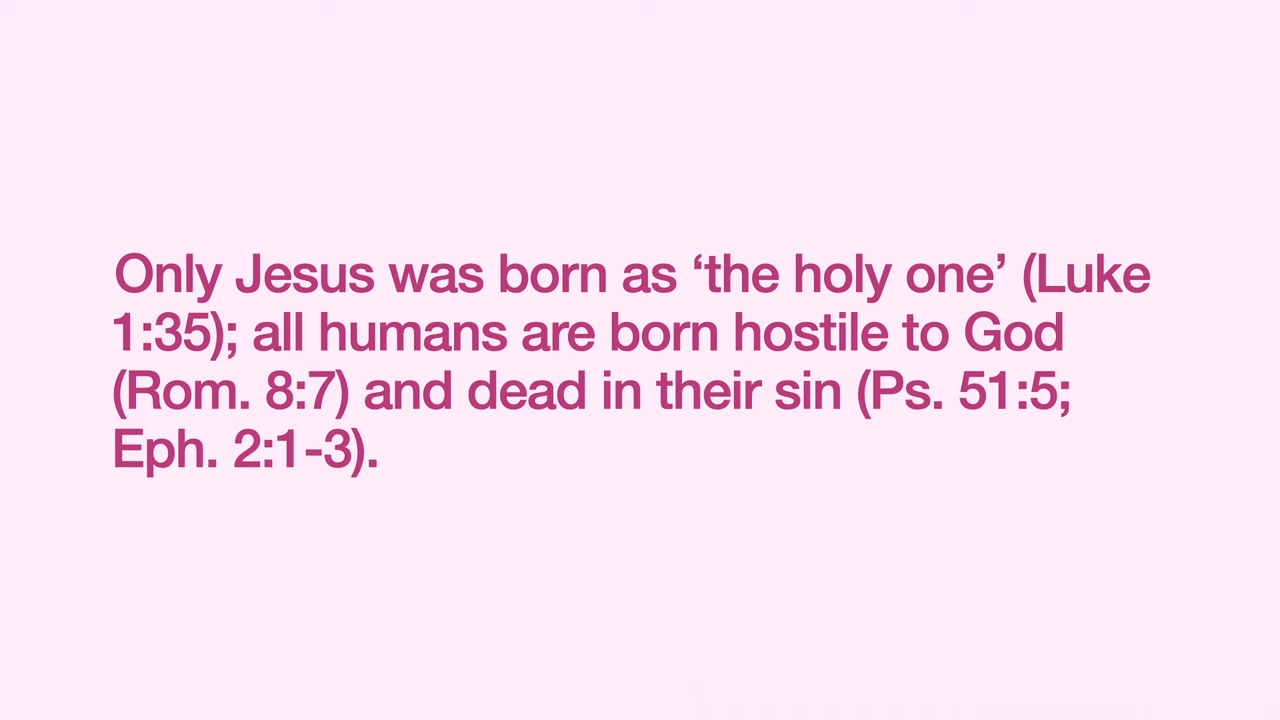 Only Jesus was born as ‘the holy one’ (Luke
1:35); all humans are born hostile to God
(Rom. 8:7) and dead in their sin (Ps. 51:5;
Eph. 2:1-3).